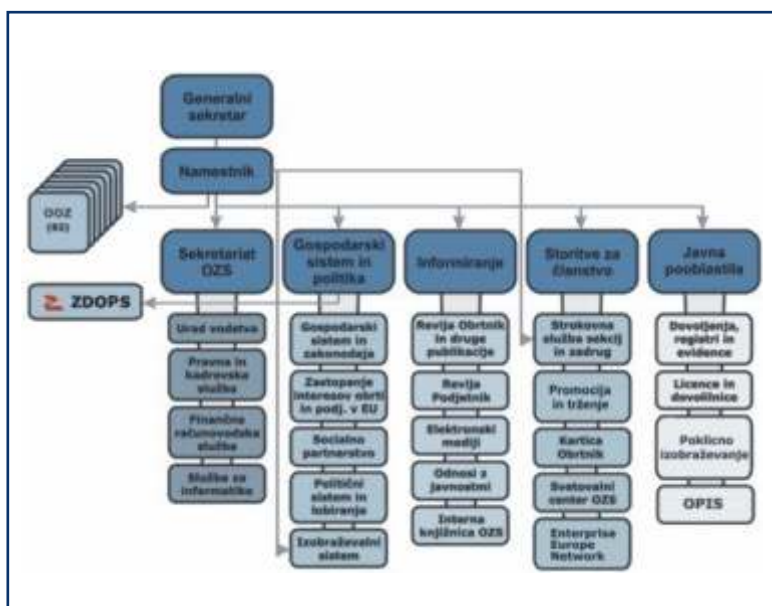 Generalni
sekretar
Namestnik
OOZ
(62)
Sekretariat
OZS
Gospodarski
sistem in
politika
Informiranje
Storitve za
članstvo
Javna
pooblastila
ZDOPS
Urad vodstva
Pravna in
kadrovska
služba
Finančno
računovodska
služba
Služba za
informatiko
Gospodarski
sistem in
zakonodaja
Zastopanje
interesov obrti
in podj. v EU
Socialno
partnerstvo
Politični
sistem in
lobiranje
Izobraževalni
sistem
Revija Obrtnik
in druge
publikacije
Revija
Podjetnik
Elektronski
mediji
Odnosi z
javnostmi
Interna
knjižnica OZS
Strokovna
služba sekcij
in zadrug
Promocija
in trženje
Kartica
Obrtnik
Svetovalni
center OZS
Enterprise
Europe
Network
Dovoljenja,
registri in
evidence
Licence in
dovolilnice
Poklicno
izobraževanje
OPIS